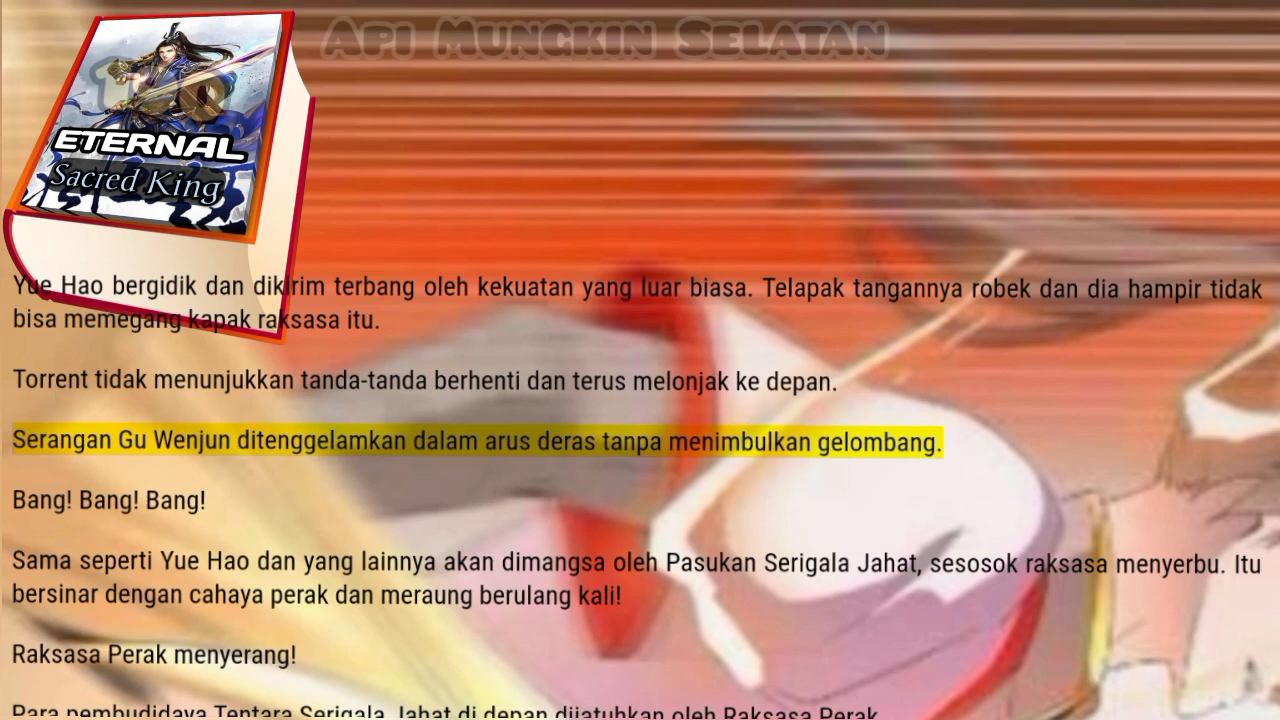 Api Mungkin Selatan
ETERNAL
Sacred King
Yue Hao bergidik dan dikirim terbang oleh kekuatan yang luar biasa. Telapak tangannya robek dan dia hampir tidak
bisa memegang kapak raksasa itu.
Torrent tidak menunjukkan tanda-tanda berhenti dan terus melonjak ke depan.
Serangan Gu Wenjun ditenggelamkan dalam arus deras tanpa menimbulkan gelombang.
Bang! Bang! Bang!
Sama seperti Yue Hao dan yang lainnya akan dimangsa oleh Pasukan Serigala Jahat, sesosok raksasa menyerbu. Itu
bersinar dengan cahaya perak dan meraung berulang kali!
Raksasa Perak menyerang!
Para pembudidaya Tentara Serigala Jahat di depan dijatuhkan oleh Raksasa Perak.